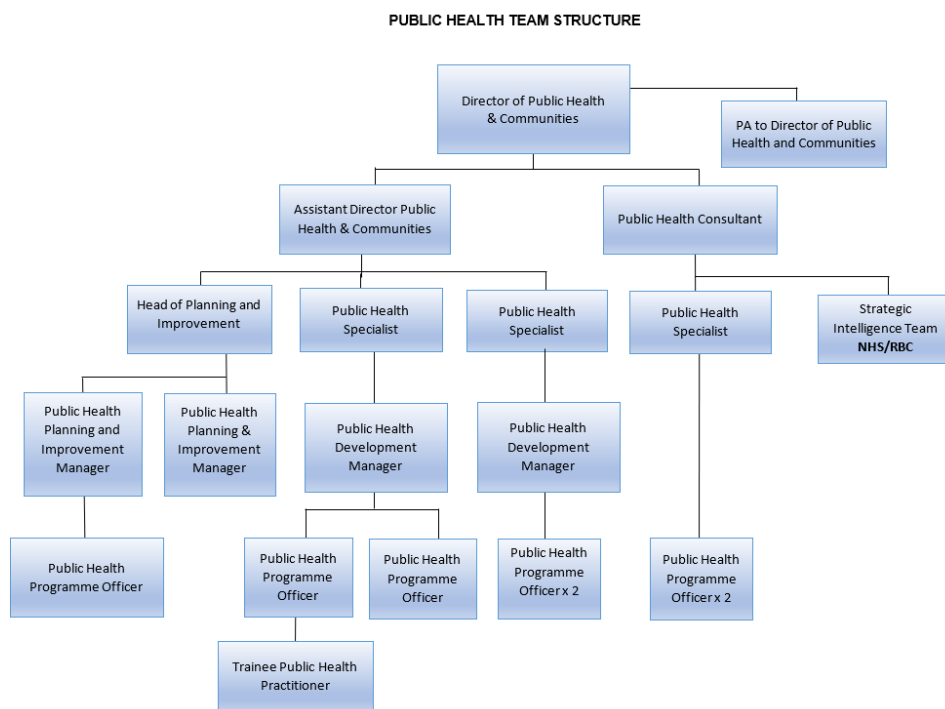 PUBLIC HEALTH TEAM STRUCTURE
Director of Public Health
& Communities
PA to Director of Public
Health and Communities
Assistant Director Public
Health & Communities
Public Health Consultant
Head of Planning and
Improvement
Public Health
Specialist
Public Health
Specialist
Public Health
Specialist
Strategic
Intelligence Team
NHS/RBC
Public Health
Planning and
Improvement
Manager
Public Health
Planning &
Improvement
Manager
Public Health
Development
Manager
Public Health
Development
Manager
Public Health
Programme Officer
Public Health
Programme
Officer
Public Health
Programme
Officer
Public Health
Programme
Officer x 2
Public Health
Programme
Officer x 2
Trainee Public Health
Practitioner